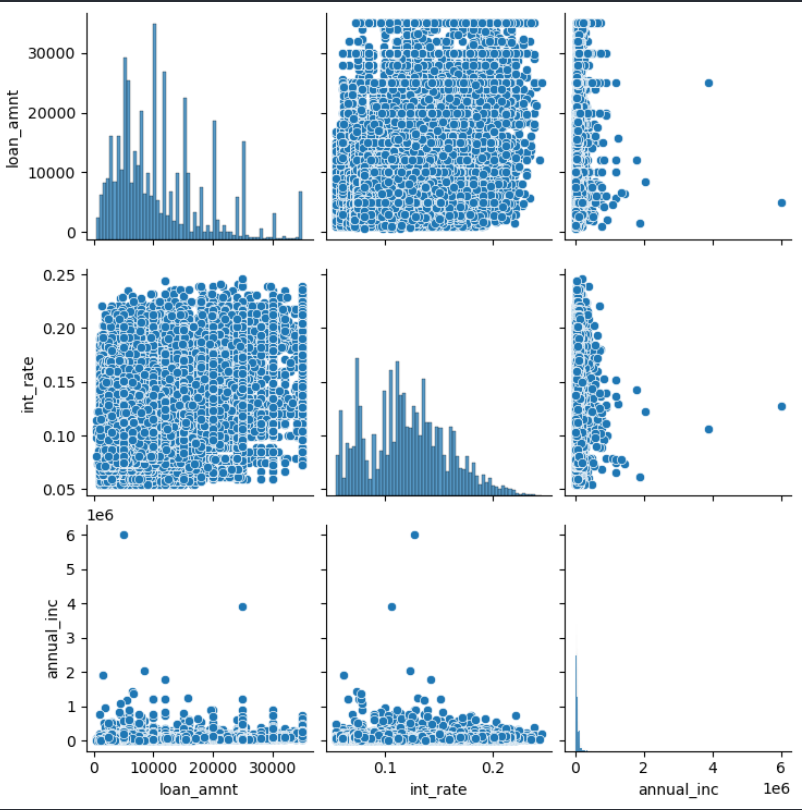 30000
20000
10000
0
loan_amnt
0.25
0.20
0.15
0.10
0.05
int_rate
1e6
6
5
4
3
2
1
0
annual_inc
0 10000 20000 30000
loan_amnt
0.1 0.2
int_rate
0 2 4 6
annual_inc 1e6